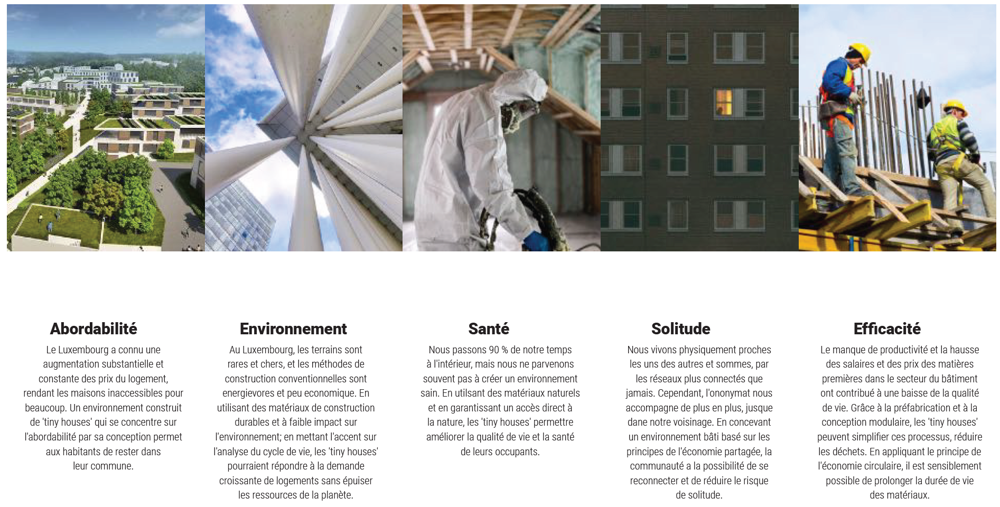 Abordabilité
Le Luxembourg a connu une
augmentation substantielle et
constante des prix du logement,
rendant les maisons inaccessibles pour
beaucoup. Un environnement construit
de 'tiny houses' qui se concentre sur
l'abordabilité par sa conception permet
aux habitants de rester dans
leur commune.
Environnement
Au Luxembourg, les terrains sont
rares et chers, et les méthodes de
construction conventionnelles sont
energievores et peu economique. En
utilisant des matériaux de construction
durables et à faible impact sur
l'environnement; en mettant l'accent sur
l'analyse du cycle de vie, les 'tiny houses'
pourraient répondre à la demande
croissante de logements sans épuiser
les ressources de la planète.
Santé
Nous passons 90 % de notre temps
à l'intérieur, mais nous ne parvenons
souvent pas à créer un environnement
sain. En utilsant des matériaux naturels
et en garantissant un accès direct à
la nature, les 'tiny houses' permettre
améliorer la qualité de vie et la santé
de leurs occupants.
Solitude
Nous vivons physiquement proches
les uns des autres et sommes, par
les réseaux plus connectés que
jamais. Cependant, l'ononymat nous
accompagne de plus en plus, jusque
dane notre voisinage. En concevant
un environnement bâti basé sur les
principes de l'économie partagée, la
communauté a la possibilité de se
reconnecter et de réduire le risque
de solitude.
Efficacité
Le manque de productivité et la hausse
des salaires et des prix des matières
premières dans le secteur du bâtiment
ont contribué à une baisse de la qualité
de vie. Grâce à la préfabrication et à la
conception modulaire, les 'tiny houses'
peuvent simplifier ces processus, réduire
les déchets. En appliquant le principe de
l'économie circulaire, il est sensiblement
possible de prolonger la durée de vie
des matériaux.